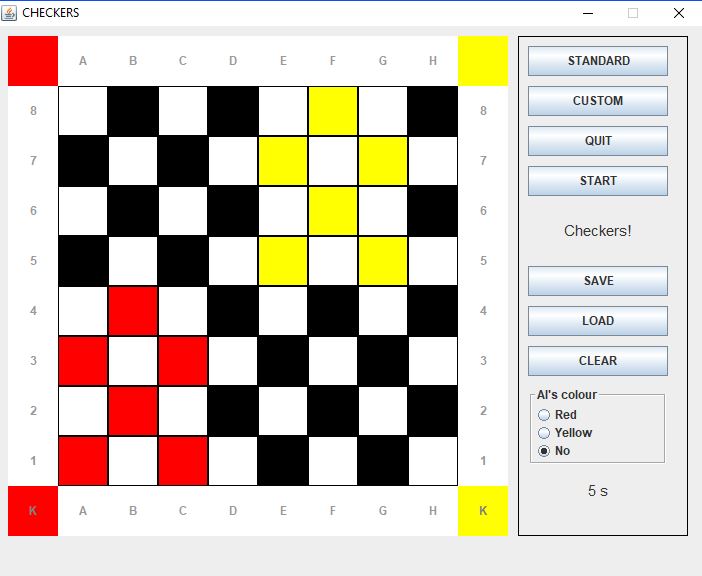 CHECKERS
A B C D E F G H
8 8
7 7
6 6
5 5
4 4
3 3
2 2
1 1
K A B C D E F G H K
STANDARD
CUSTOM
QUIT
START
Checkers!
SAVE
LOAD
CLEAR
AI's colour
Red
Yellow
No
5 s